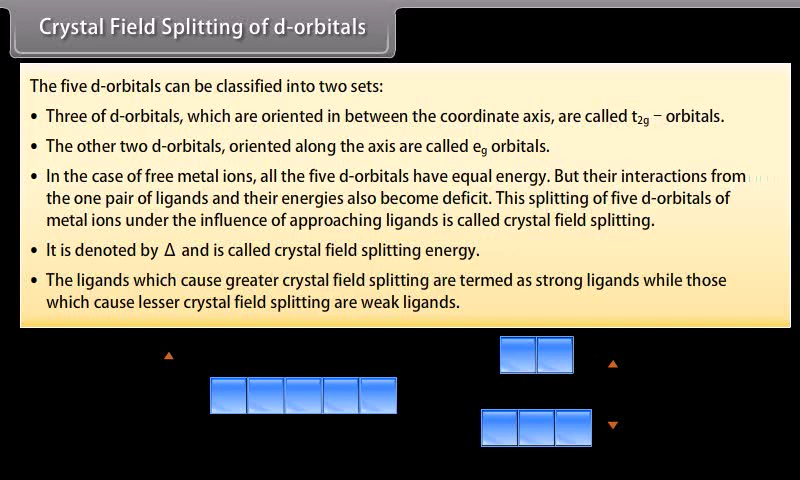 Crystal Field Splitting of d-orbitals
The five d-orbitals can be classified into two sets:
• Three of d-orbitals, which are oriented in between the coordinate axis, are called t₂g – orbitals.
• The other two d-orbitals, oriented along the axis are called eg orbitals.
• In the case of free metal ions, all the five d-orbitals have equal energy. But their interactions from
the one pair of ligands and their energies also become deficit. This splitting of five d-orbitals of
metal ions under the influence of approaching ligands is called crystal field splitting.
• It is denoted by Δ and is called crystal field splitting energy.
• The ligands which cause greater crystal field splitting are termed as strong ligands while those
which cause lesser crystal field splitting are weak ligands.